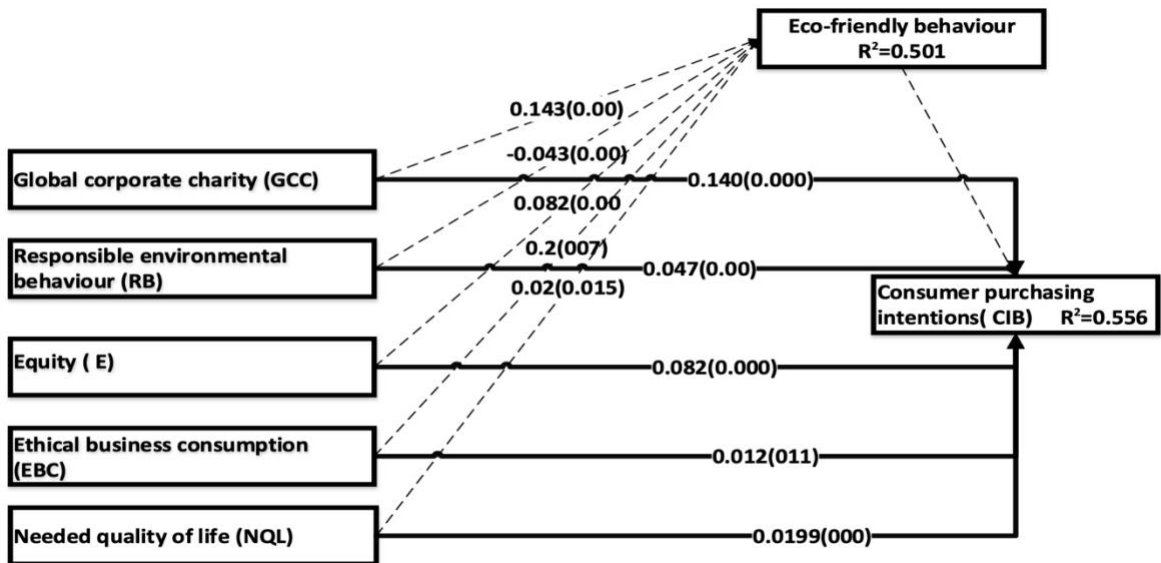 Eco-friendly behaviour
R²=0.501
0.143(0.00)
-0.043(0.00)
Global corporate charity (GCC)
0.140(0.000)
0.082(0.00
Responsible environmental
behaviour (RB)
0.2(007)
0.047(0.00)
0.02(0.015)
Consumer purchasing
intentions( CIB) R²=0.556
Equity ( E)
0.082(0.000)
Ethical business consumption
(EBC)
0.012(011)
Needed quality of life (NQL)
0.0199(000)